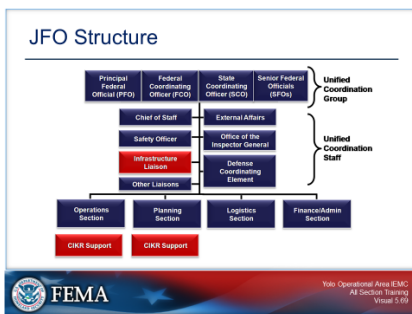 JFO Structure
Principal
Federal
Official (PFO)
Federal
Coordinating
Officer (FCO)
State
Coordinating
Officer (SCO)
Senior Federal
Officials
(SFOs)
Unified
Coordination
Group
Chief of Staff
External Affairs
Safety Officer
Office of the
Inspector General
Infrastructure
Liaison
Defense
Coordinating
Element
Other Liaisons
Unified
Coordination
Staff
Operations
Section
Planning
Section
Logistics
Section
Finance/Admin
Section
CIKR Support
CIKR Support
FEMA
Yolo Operational Area IEMC
All Section Training
Visual 5.69